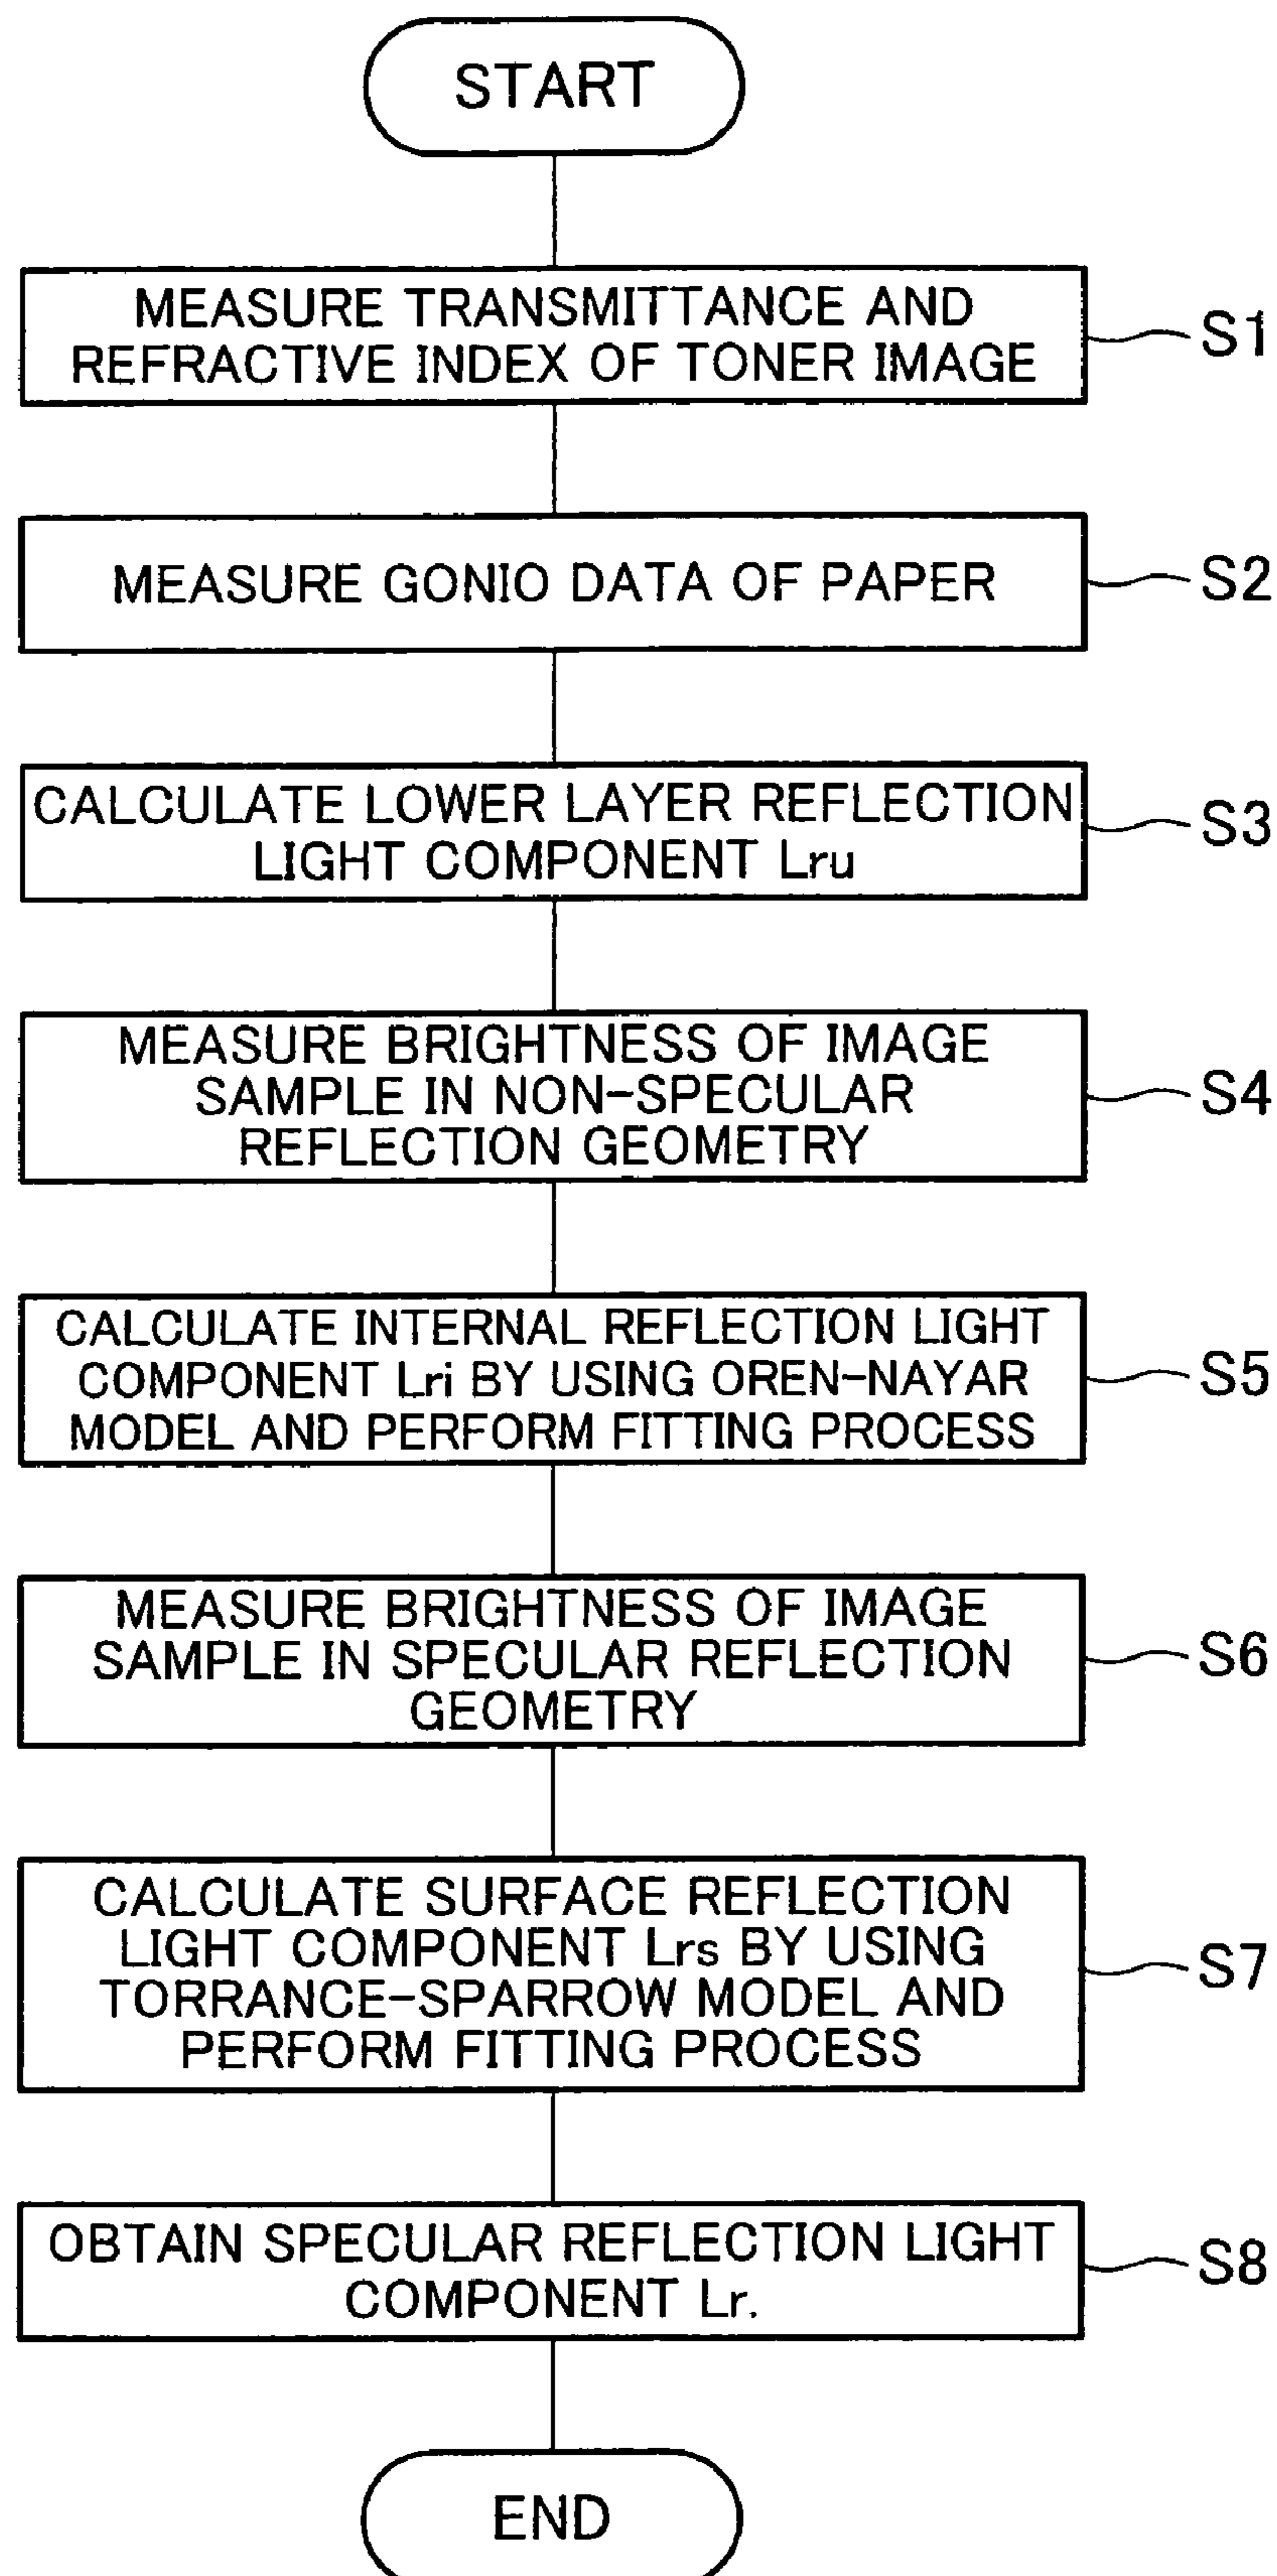 START
MEASURE TRANSMITTANCE AND
REFRACTIVE INDEX OF TONER IMAGE
S1
MEASURE GONIO DATA OF PAPER
S2
CALCULATE LOWER LAYER REFLECTION
LIGHT COMPONENT Lru
S3
MEASURE BRIGHTNESS OF IMAGE
SAMPLE IN NON-SPECULAR
REFLECTION GEOMETRY
S4
CALCULATE INTERNAL REFLECTION LIGHT
COMPONENT Lri BY USING OREN-NAYAR
MODEL AND PERFORM FITTING PROCESS
S5
MEASURE BRIGHTNESS OF IMAGE
SAMPLE IN SPECULAR REFLECTION
GEOMETRY
S6
CALCULATE SURFACE REFLECTION
LIGHT COMPONENT Lrs BY USING
TORRANCE-SPARROW MODEL AND
PERFORM FITTING PROCESS
S7
OBTAIN SPECULAR REFLECTION LIGHT
COMPONENT Lr.
S8
END